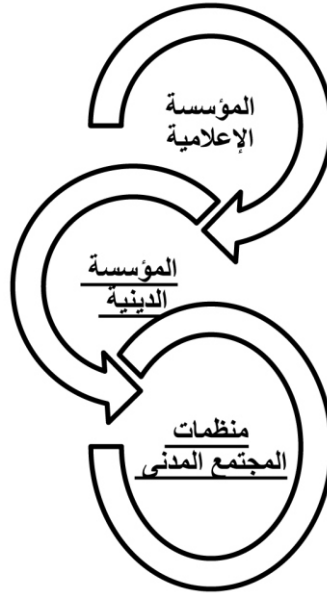 المؤسسة
الإعلامية
المؤسسة
الدينية
منظمات
المجتمع المدنى